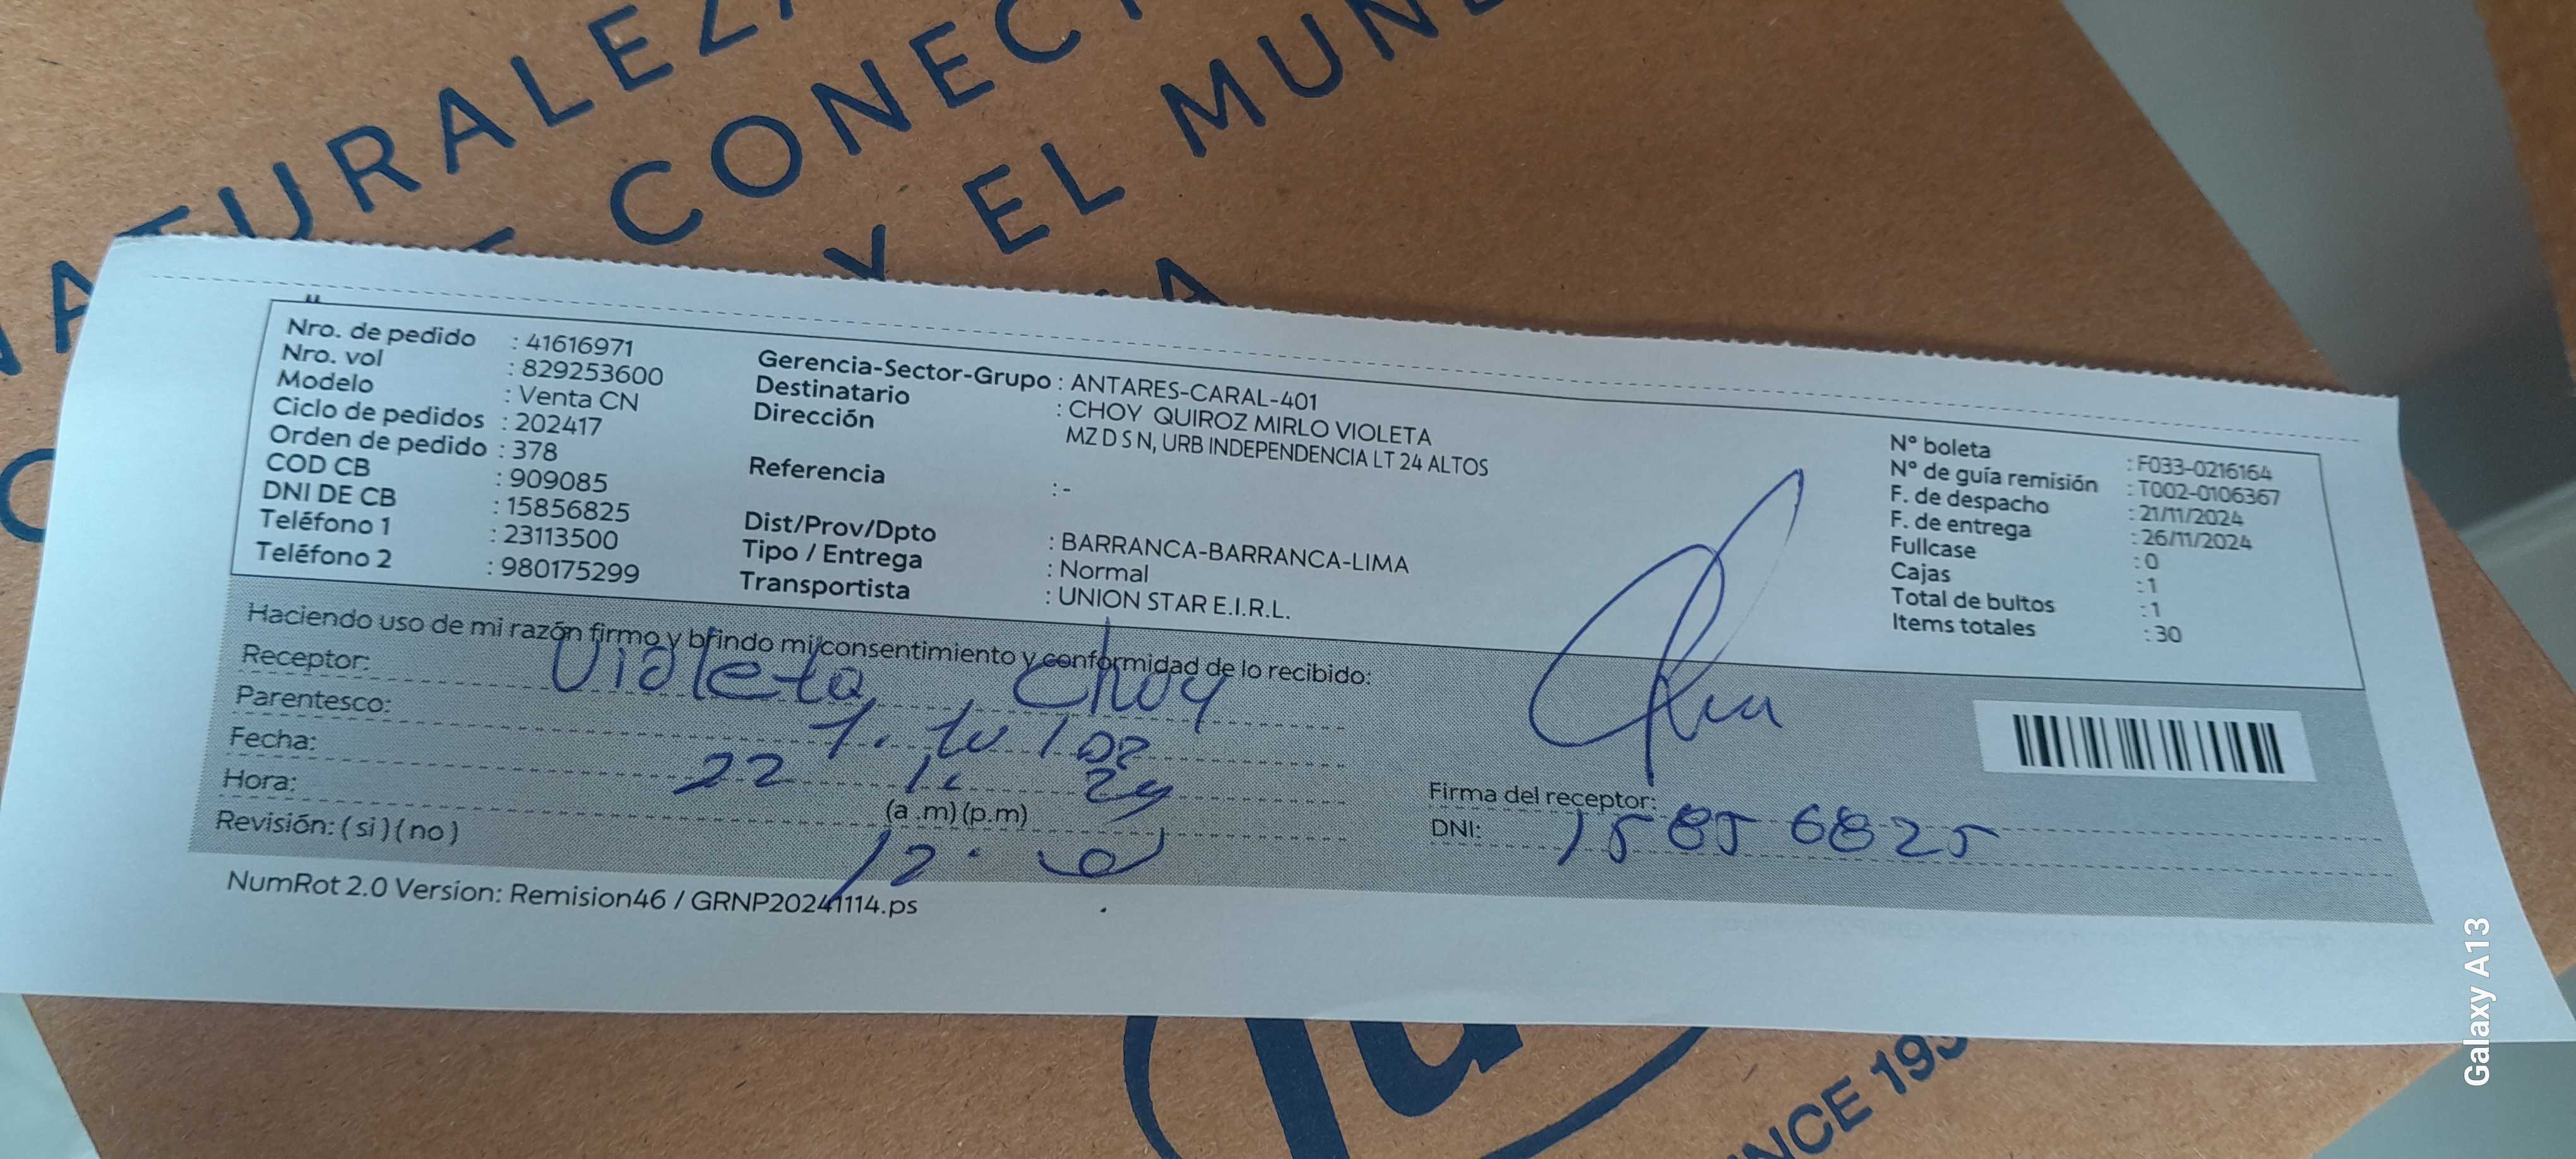 NATURALEZA
CONEC
Y EL MUN
Nro. de pedido : 41616971
Nro. vol : 829253600
Modelo : Venta CN
Ciclo de pedidos : 202417
Orden de pedido : 378
COD CB : 909085
DNI DE CB : 15856825
Teléfono 1 : 23113500
Teléfono 2 : 980175299
Gerencia-Sector-Grupo : ANTARES-CARAL-401
Destinatario : CHOY QUIROZ MIRLO VIOLETA
Dirección : MZ D S N, URB INDEPENDENCIA LT 24 ALTOS
Referencia : -
Dist/Prov/Dpto : BARRANCA-BARRANCA-LIMA
Tipo / Entrega : Normal
Transportista : UNION STAR E.I.R.L.
N° boleta : F033-0216164
N° de guía remisión : T002-0106367
F. de despacho : 21/11/2024
F. de entrega : 26/11/2024
Fullcase : 0
Cajas : 1
Total de bultos : 1
Items totales : 30
Haciendo uso de mi razón firmo y brindo mi consentimiento y conformidad de lo recibido:
Receptor: Violeta Choy
Parentesco:
Fecha: 22 24
Hora: (a.m)(p.m)
Revisión: ( si ) ( no )
Firma del receptor:
DNI: 15856825
NumRot 2.0 Version: Remision46 / GRNP20241114.ps
Galaxy A13